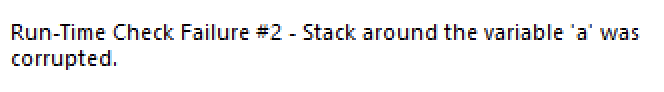 Run-Time Check Failure #2 - Stack around the variable 'a' was
corrupted.